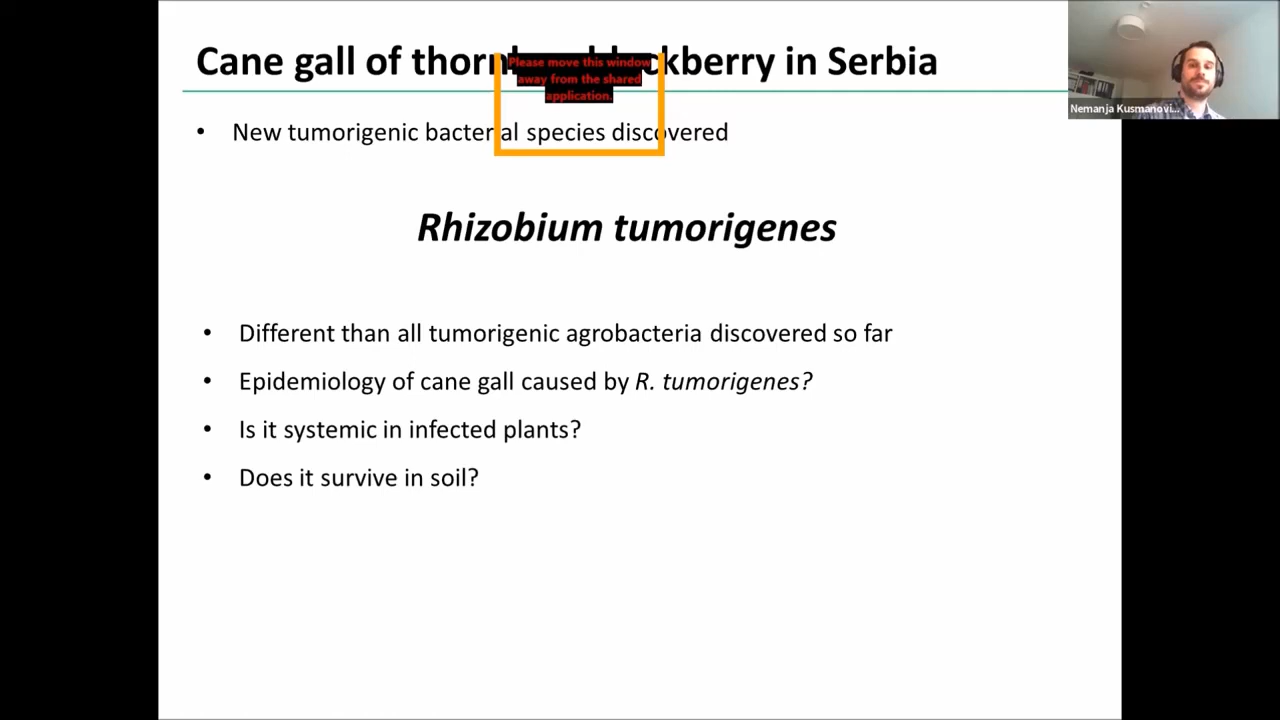 Cane gall of thorn ckberry in Serbia
Please move this window
away from the shared
application.
Nemanja Kusmanovi...
• New tumorigenic bacterial species discovered
Rhizobium tumorigenes
• Different than all tumorigenic agrobacteria discovered so far
• Epidemiology of cane gall caused by R. tumorigenes?
• Is it systemic in infected plants?
• Does it survive in soil?